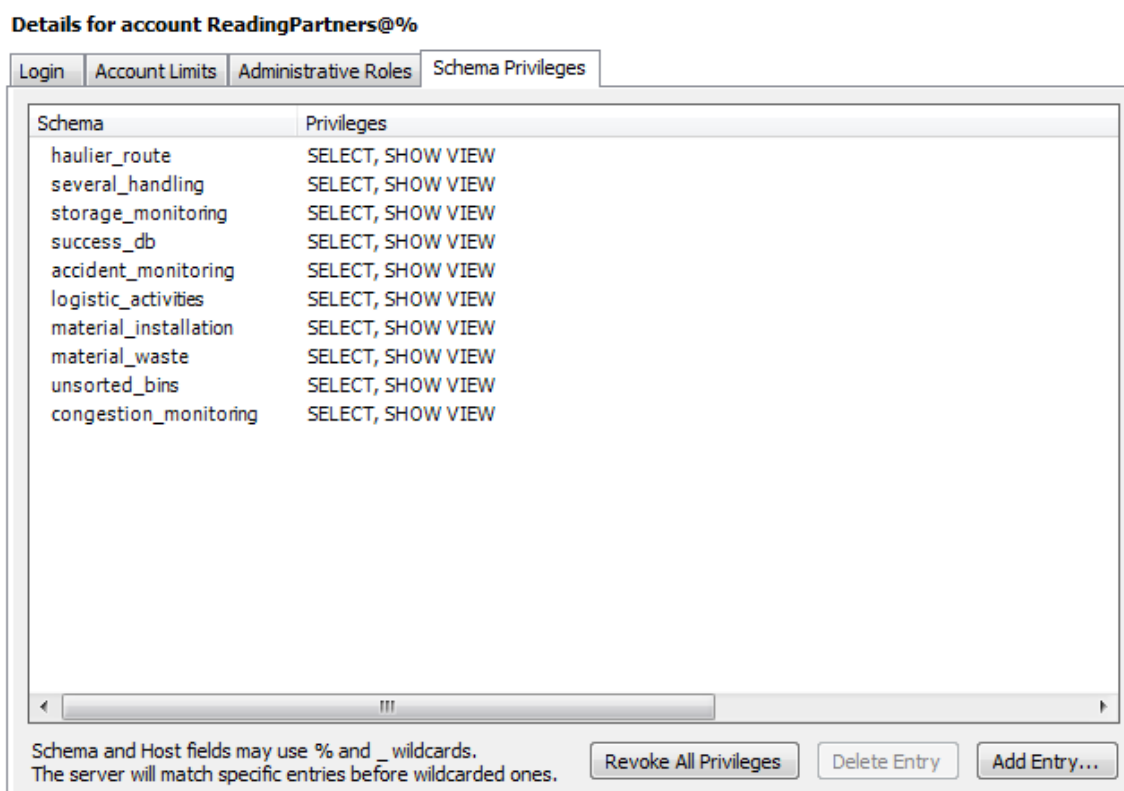 Details for account ReadingPartners@%
Login Account Limits Administrative Roles Schema Privileges
Schema Privileges
haulier_route SELECT, SHOW VIEW
several_handling SELECT, SHOW VIEW
storage_monitoring SELECT, SHOW VIEW
success_db SELECT, SHOW VIEW
accident_monitoring SELECT, SHOW VIEW
logistic_activities SELECT, SHOW VIEW
material_installation SELECT, SHOW VIEW
material_waste SELECT, SHOW VIEW
unsorted_bins SELECT, SHOW VIEW
congestion_monitoring SELECT, SHOW VIEW
Schema and Host fields may use % and _ wildcards.
The server will match specific entries before wildcarded ones.
Revoke All Privileges Delete Entry Add Entry...